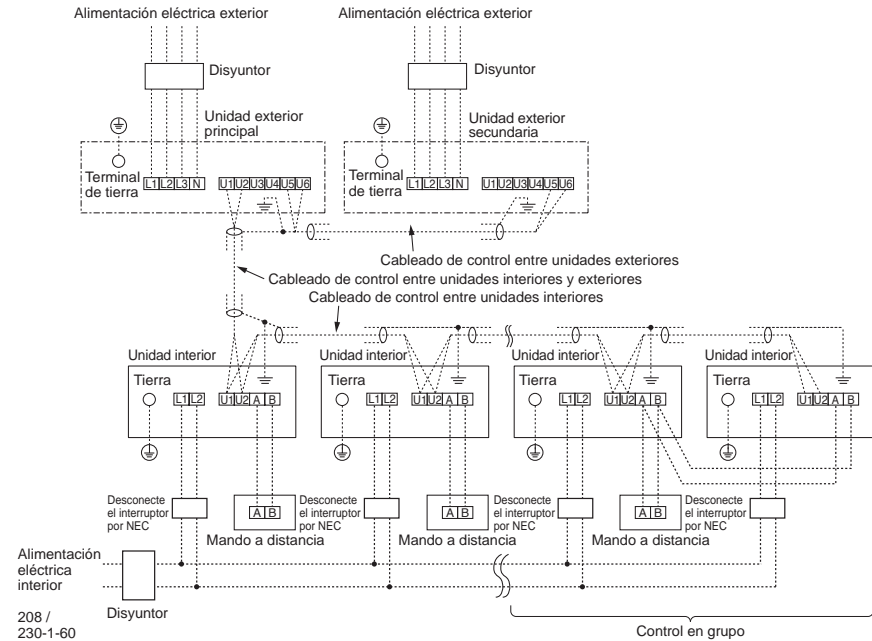 Alimentación eléctrica exterior
Alimentación eléctrica exterior
Disyuntor
Disyuntor
Unidad exterior
principal
Unidad exterior
secundaria
Terminal
de tierra
L1 L2 L3 N
U1 U2 U3 U4 U5 U6
Terminal
de tierra
L1 L2 L3 N
U1 U2 U3 U4 U5 U6
Cableado de control entre unidades exteriores
Cableado de control entre unidades interiores y exteriores
Cableado de control entre unidades interiores
Unidad interior
Unidad interior
Unidad interior
Unidad interior
Tierra
Tierra
Tierra
Tierra
L1 L2
U1 U2 A B
L1 L2
U1 U2 A B
L1 L2
U1 U2 A B
L1 L2
U1 U2 A B
Desconecte
el interruptor
por NEC
A B
Mando a distancia
Desconecte
el interruptor
por NEC
A B
Mando a distancia
Desconecte
el interruptor
por NEC
A B
Mando a distancia
Desconecte
el interruptor
por NEC
Alimentación
eléctrica
interior
208 /
230-1-60
Disyuntor
Control en grupo